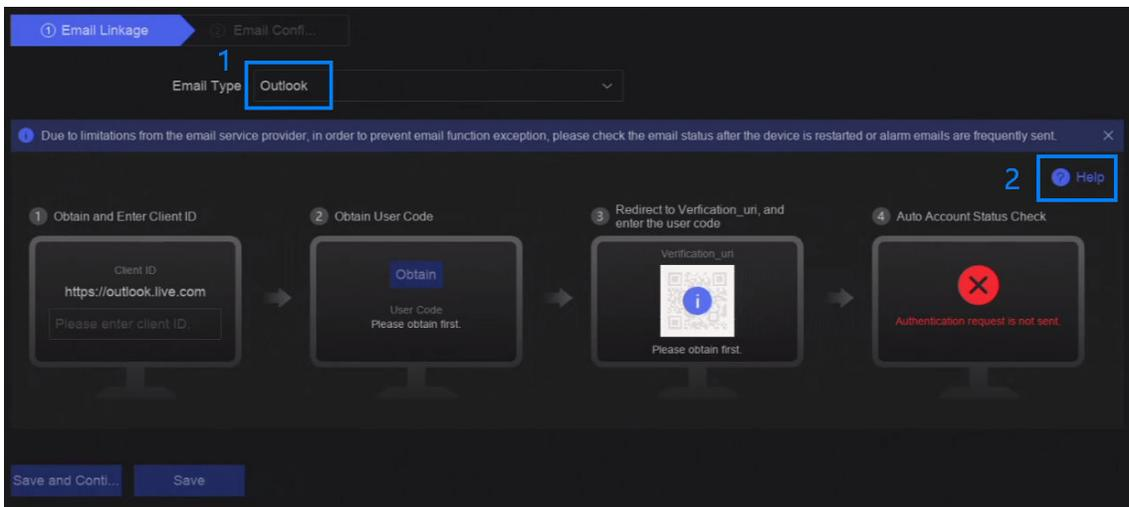 ① Email Linkage
② Email Confi...
1
Email Type
Outlook
Due to limitations from the email service provider, in order to prevent email function exception, please check the email status after the device is restarted or alarm emails are frequently sent.
2
Help
1 Obtain and Enter Client ID
Client ID
https://outlook.live.com
Please enter client ID.
2 Obtain User Code
Obtain
User Code
Please obtain first.
3 Redirect to Verfication_uri, and
enter the user code
Verification_uri
Please obtain first.
4 Auto Account Status Check
Authentication request is not sent.
Save and Conti...
Save